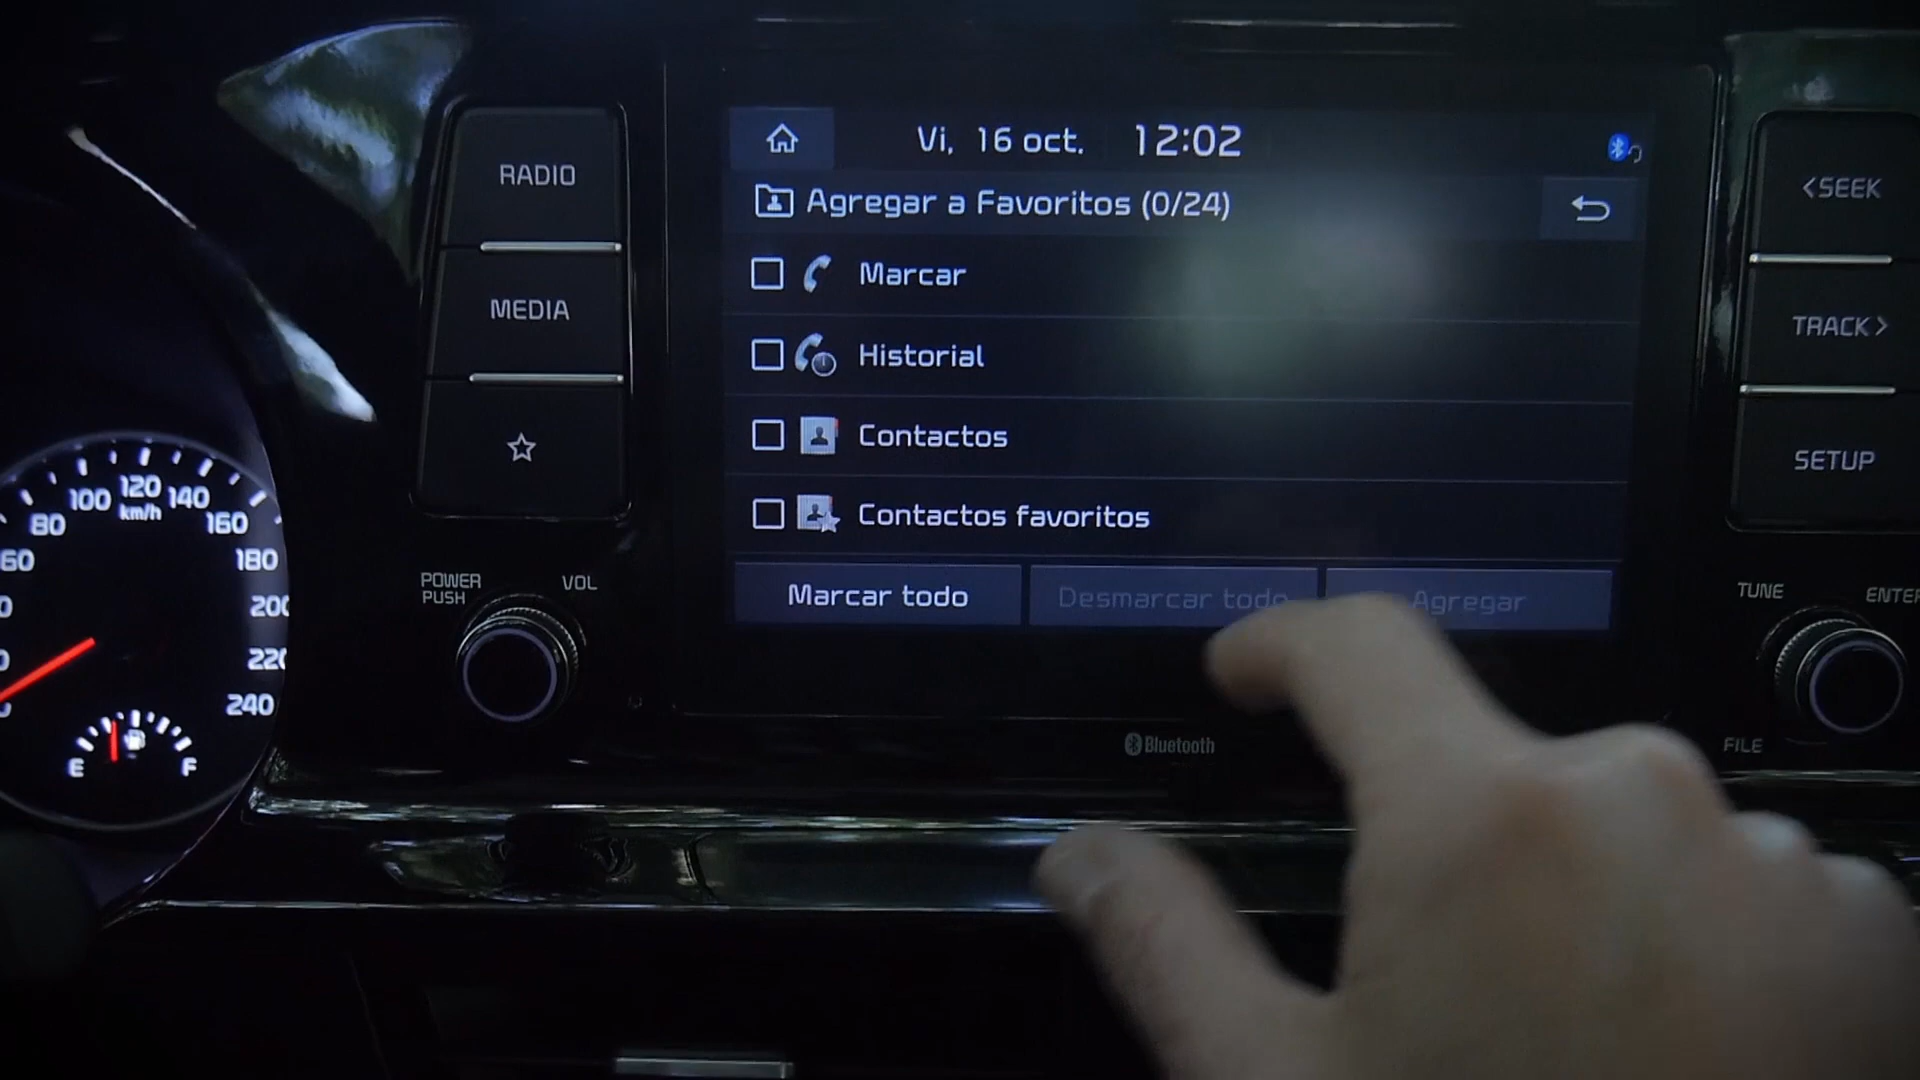 Vi, 16 oct. 12:02
Agregar a Favoritos (0/24)
Marcar
Historial
Contactos
Contactos favoritos
Marcar todo
Desmarcar todo
Agregar
RADIO
MEDIA
POWER
PUSH
VOL
<SEEK
TRACK>
SETUP
TUNE
ENTER
FILE
Bluetooth
60
80
100
120
140
160
180
200
220
240
km/h
E
F